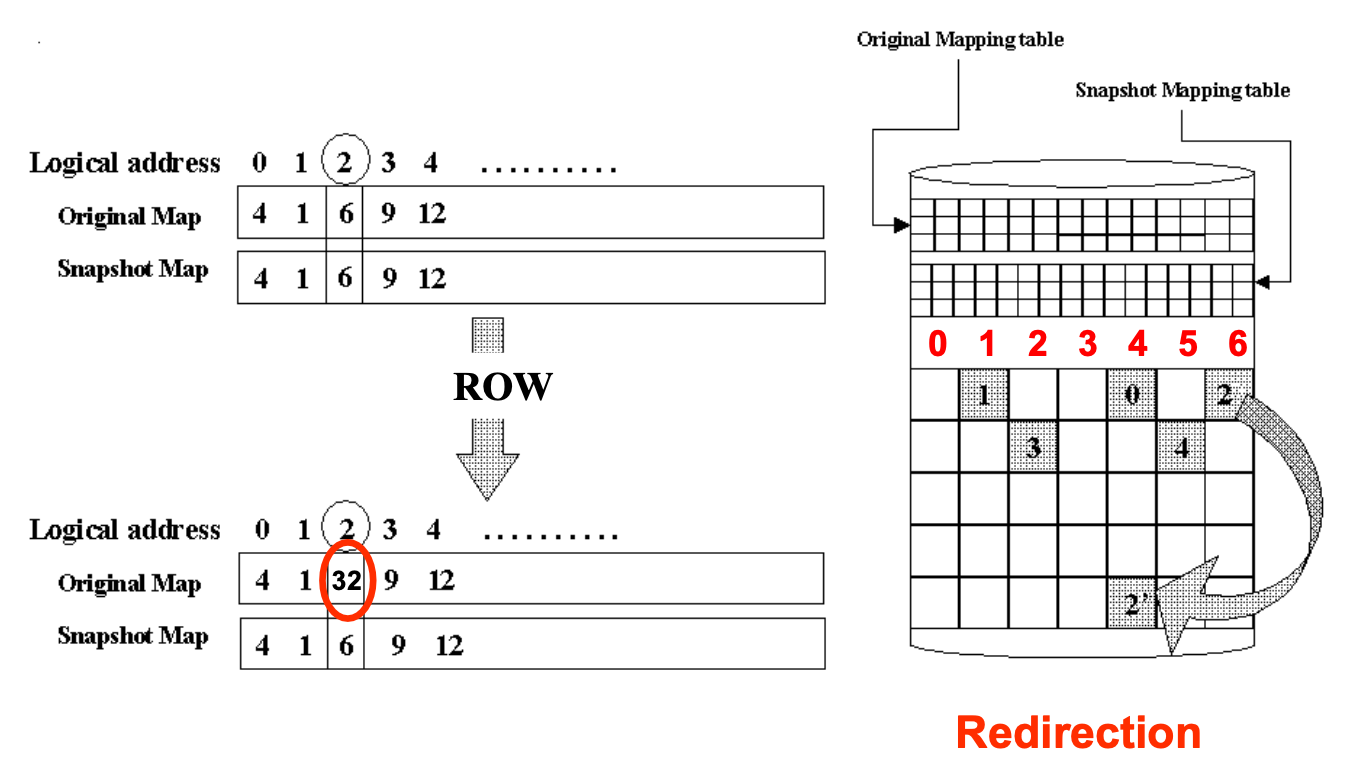 Original Mapping table
Snapshot Mapping table
Logical address 0 1 2 3 4 ..........
Original Map 4 1 6 9 12
Snapshot Map 4 1 6 9 12
ROW
Logical address 0 1 2 3 4 ..........
Original Map 4 1 32 9 12
Snapshot Map 4 1 6 9 12
0 1 2 3 4 5 6
1 0 2
3 4
2'
Redirection